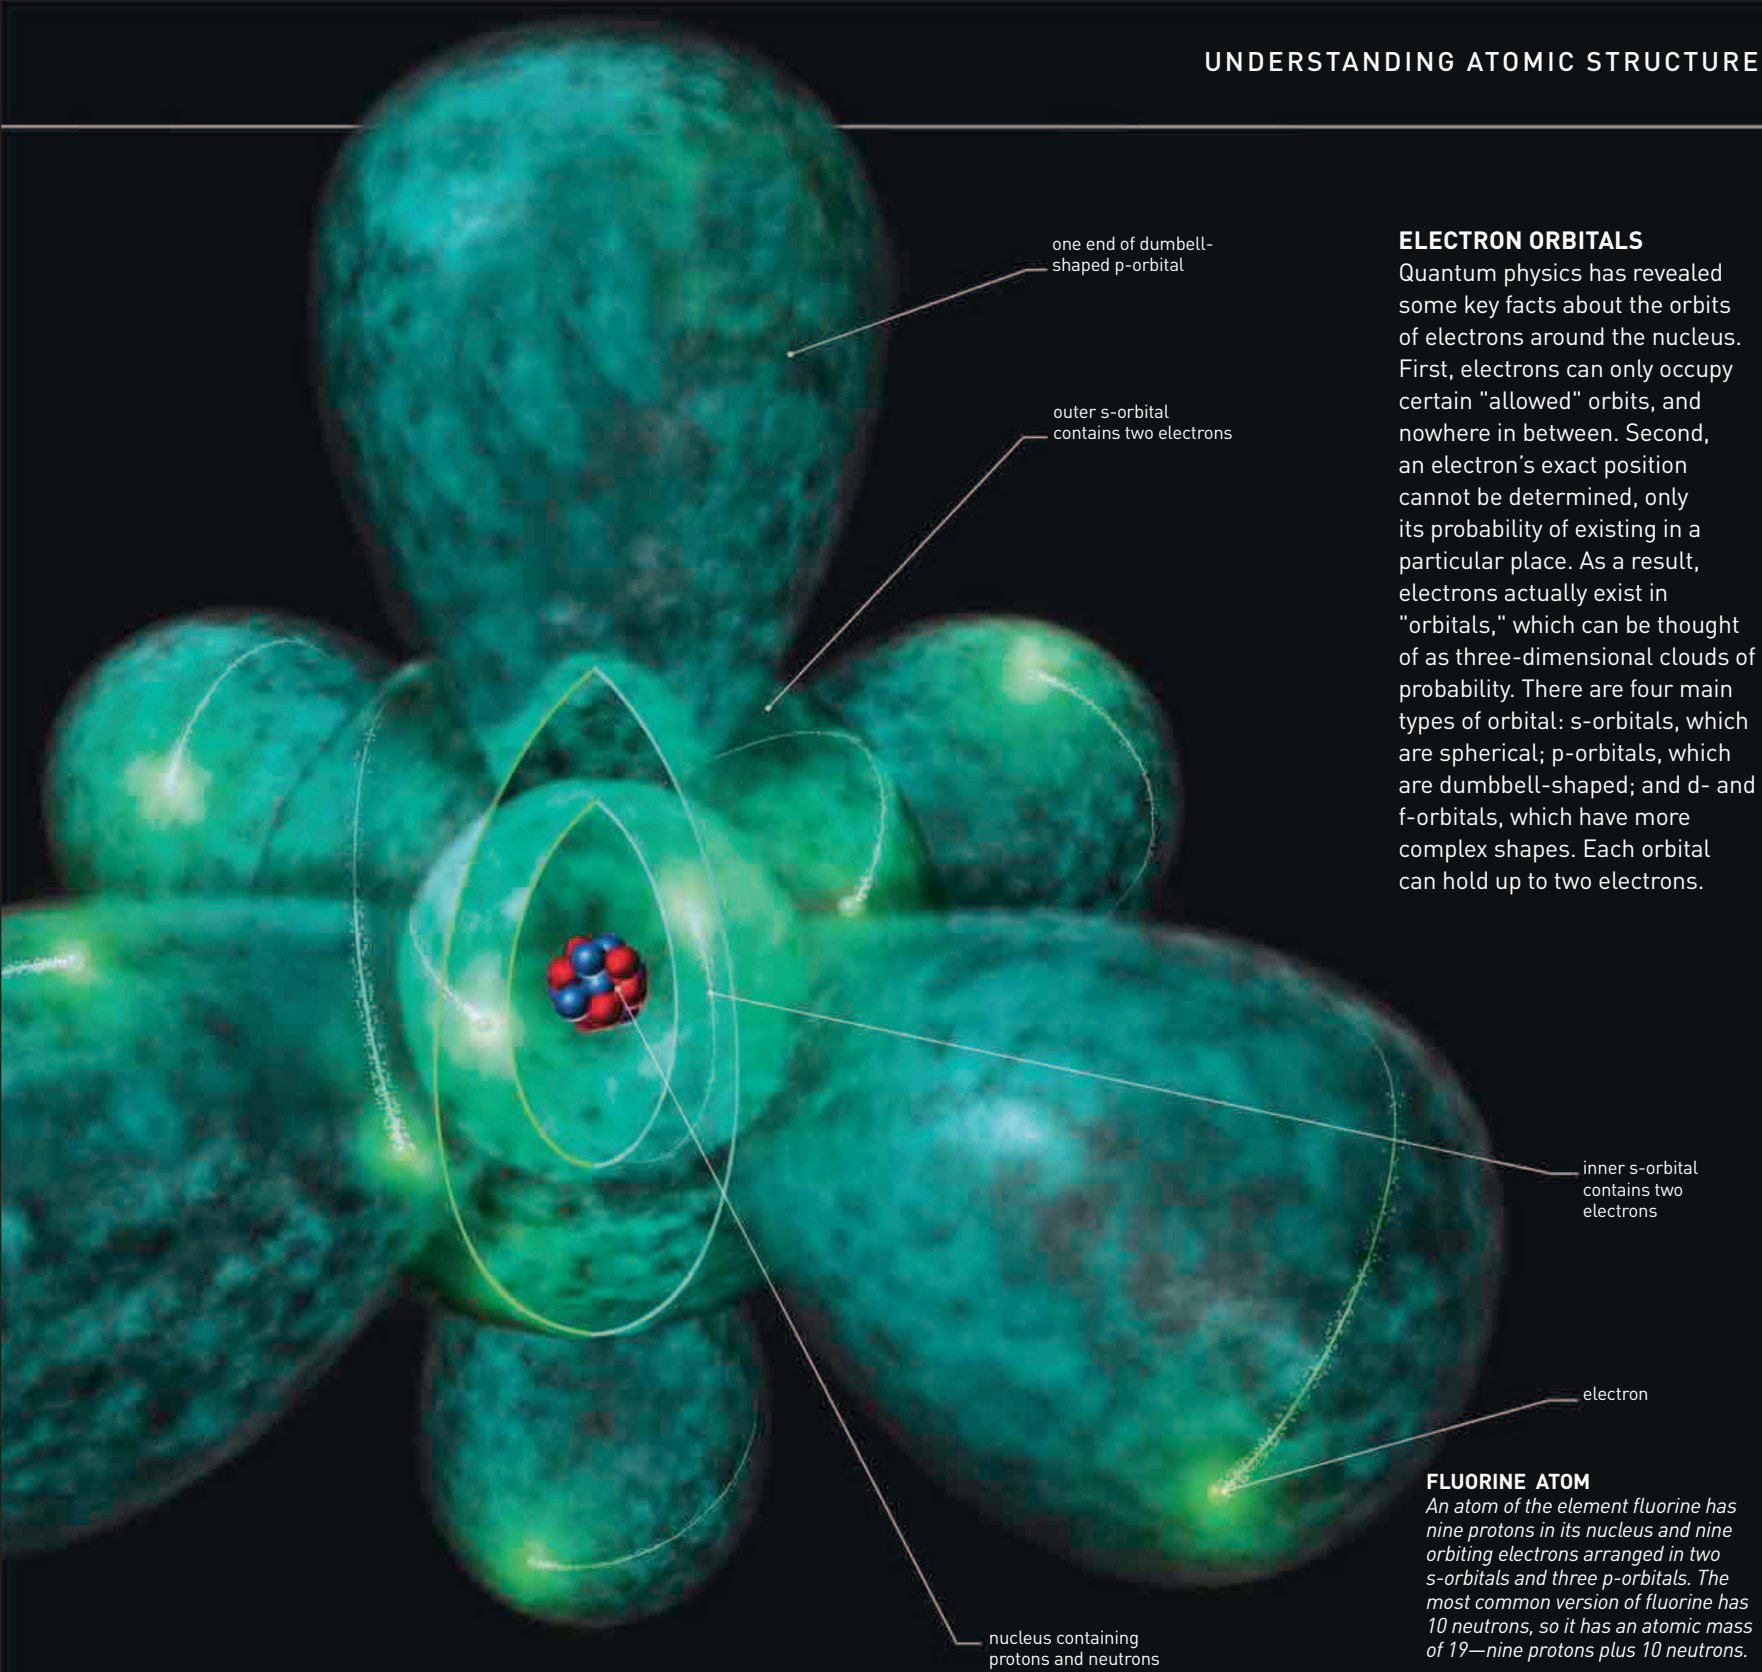 UNDERSTANDING ATOMIC STRUCTURE
one end of dumbell-
shaped p-orbital
outer s-orbital
contains two electrons
ELECTRON ORBITALS
Quantum physics has revealed
some key facts about the orbits
of electrons around the nucleus.
First, electrons can only occupy
certain "allowed" orbits, and
nowhere in between. Second,
an electron's exact position
cannot be determined, only
its probability of existing in a
particular place. As a result,
electrons actually exist in
"orbitals," which can be thought
of as three-dimensional clouds of
probability. There are four main
types of orbital: s-orbitals, which
are spherical; p-orbitals, which
are dumbbell-shaped; and d- and
f-orbitals, which have more
complex shapes. Each orbital
can hold up to two electrons.
inner s-orbital
contains two
electrons
electron
FLUORINE ATOM
An atom of the element fluorine has
nine protons in its nucleus and nine
orbiting electrons arranged in two
s-orbitals and three p-orbitals. The
most common version of fluorine has
10 neutrons, so it has an atomic mass
of 19—nine protons plus 10 neutrons.
nucleus containing
protons and neutrons